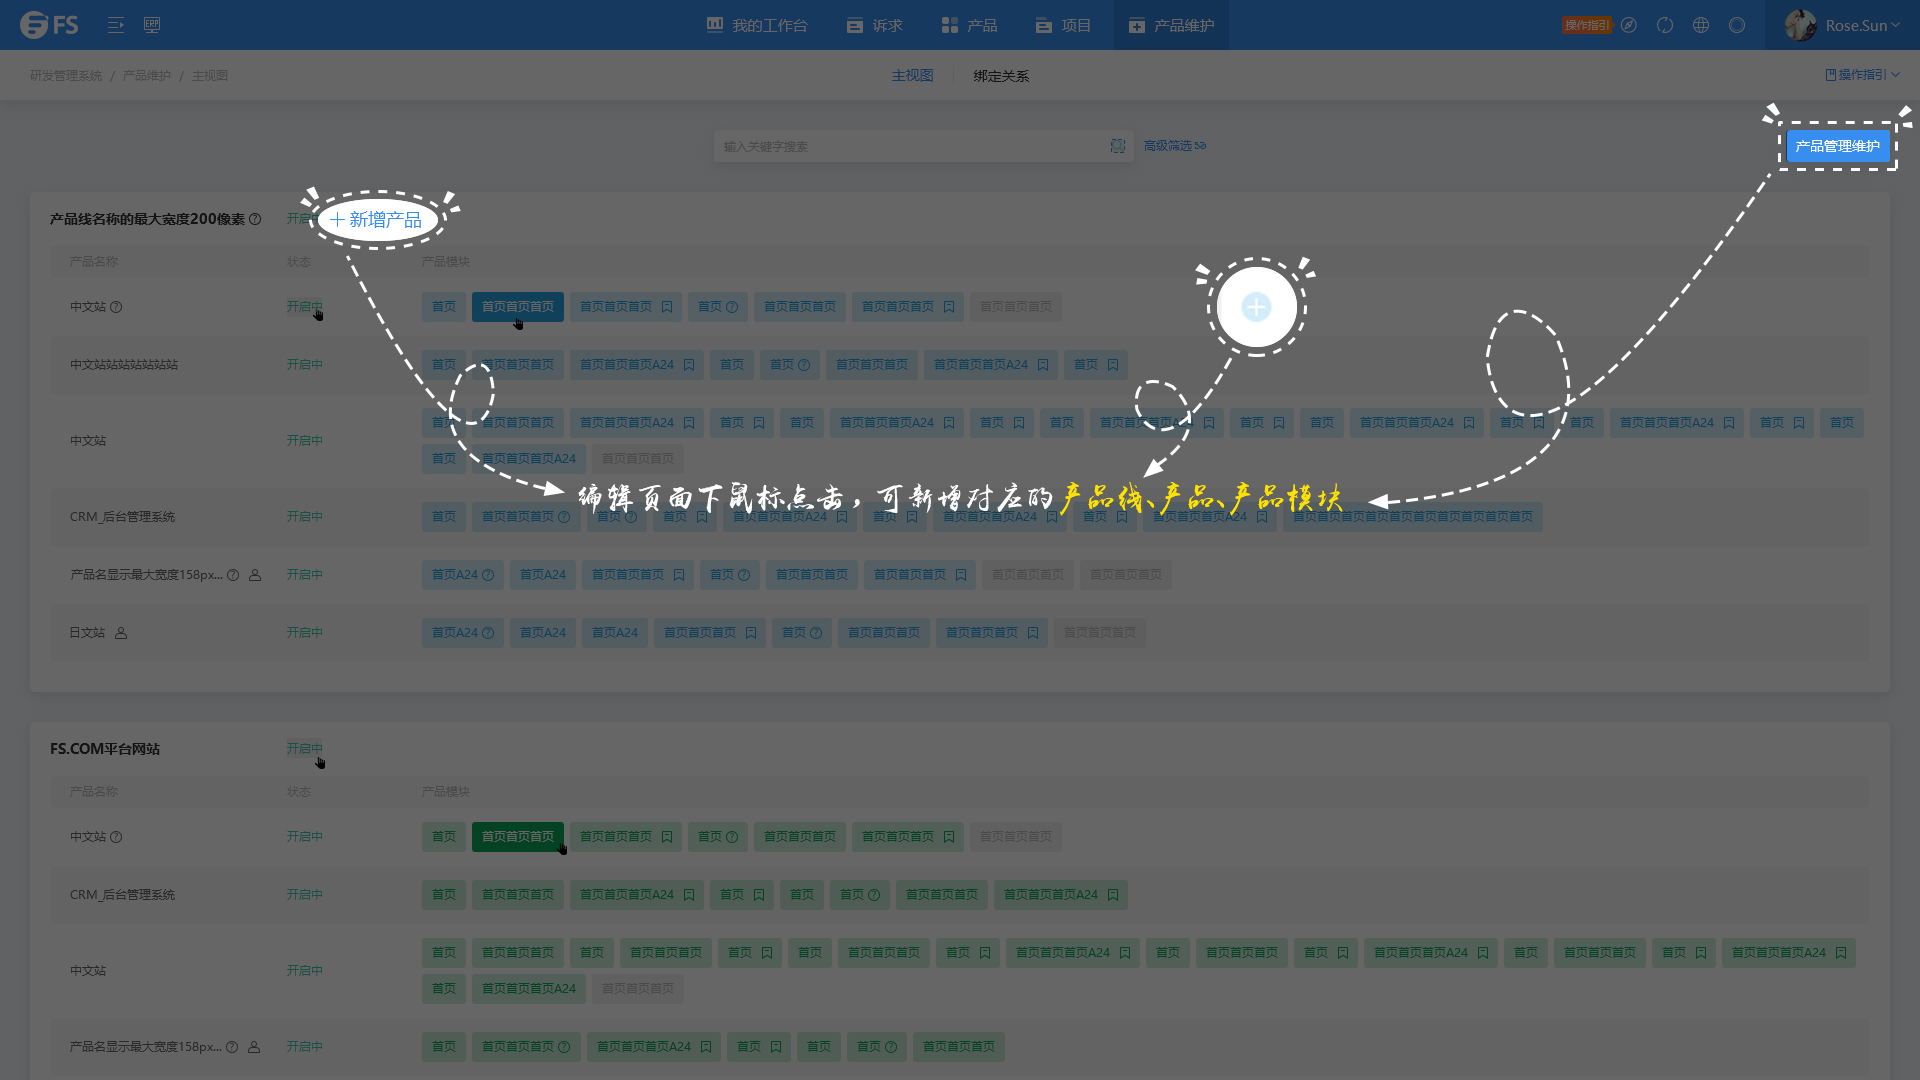 FS ERP 我的工作台 诉求 产品 项目 产品维护 操作指引 Rose.Sun
研发管理系统 / 产品维护 / 主视图 主视图 绑定关系 操作指引
输入关键字搜索 高级筛选 产品管理维护
产品线名称的最大宽度200像素 开启中 新增产品
产品名称 状态 产品模块
中文站 开启中 首页 首页首页首页 首页首页首页 首页 首页首页首页 首页首页首页 首页首页首页
中文站站站站站站站 开启中 首页 首页首页首页 首页首页首页A24 首页 首页 首页首页首页 首页首页首页A24 首页
首页 首页首页首页 首页首页首页A24 首页 首页 首页首页首页A24 首页 首页 首页首页首页A24 首页 首页 首页首页首页A24 首页 首页 首页首页首页A24 首页 首页
中文站 开启中
首页 首页首页首页A24 首页首页首页
编辑页面下鼠标点击，可新增对应的产品线、产品、产品模块
CRM_后台管理系统 开启中 首页 首页首页首页 首页 首页 首页首页首页A24 首页 首页首页首页A24 首页 首页首页首页A24 首页首页首页首页首页首页首页首页首页首页
产品名显示最大宽度158px... 开启中 首页A24 首页A24 首页首页首页 首页 首页首页首页 首页首页首页 首页首页首页 首页首页首页
日文站 开启中 首页A24 首页A24 首页A24 首页首页首页 首页 首页首页首页 首页首页首页 首页首页首页
FS.COM平台网站 开启中
产品名称 状态 产品模块
中文站 开启中 首页 首页首页首页 首页首页首页 首页 首页首页首页 首页首页首页 首页首页首页
CRM_后台管理系统 开启中 首页 首页首页首页 首页首页首页A24 首页 首页 首页 首页首页首页 首页首页首页A24
首页 首页首页首页 首页 首页首页首页 首页 首页 首页首页首页 首页 首页首页首页A24 首页 首页首页首页 首页 首页首页首页A24 首页 首页首页首页 首页 首页首页首页A24
中文站 开启中
首页 首页首页首页A24 首页首页首页
产品名显示最大宽度158px... 开启中 首页 首页首页首页 首页首页首页A24 首页 首页 首页 首页首页首页